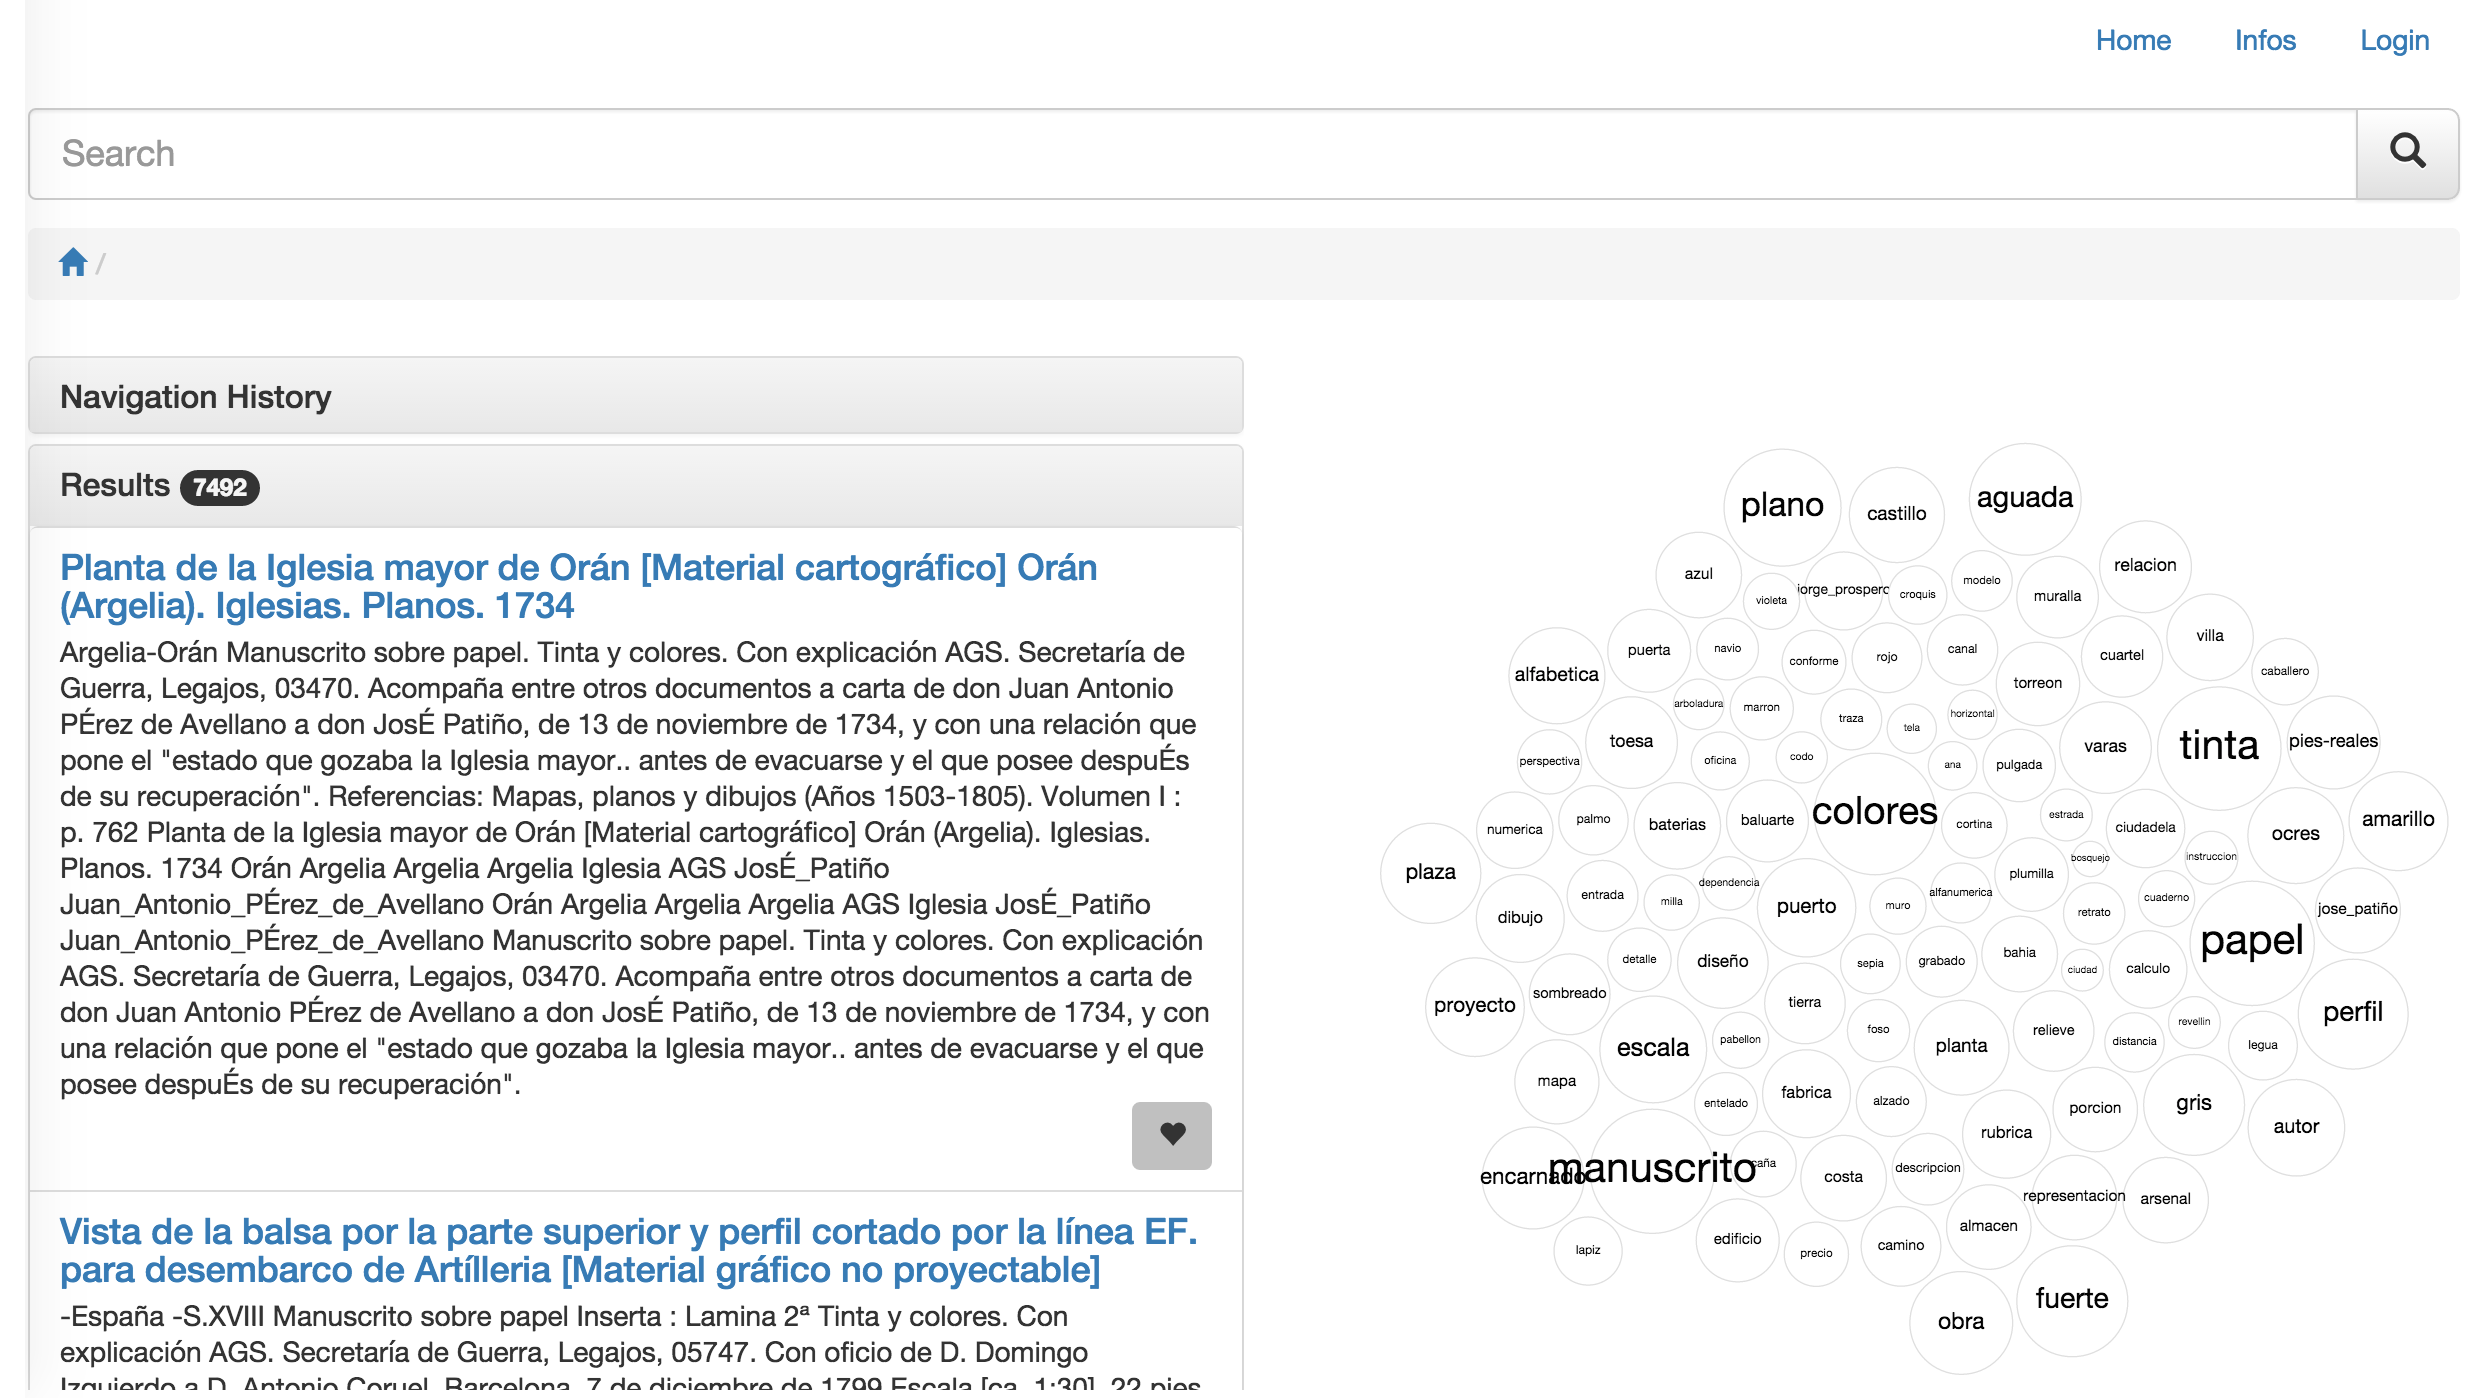 Home Infos Login
Search
/
Navigation History
Results 7492
Planta de la Iglesia mayor de Orán [Material cartográfico] Orán
(Argelia). Iglesias. Planos. 1734
Argelia-Orán Manuscrito sobre papel. Tinta y colores. Con explicación AGS. Secretaría de
Guerra, Legajos, 03470. Acompaña entre otros documentos a carta de don Juan Antonio
PÉrez de Avellano a don JosÉ Patiño, de 13 de noviembre de 1734, y con una relación que
pone el "estado que gozaba la Iglesia mayor.. antes de evacuarse y el que posee despuÉs
de su recuperación". Referencias: Mapas, planos y dibujos (Años 1503-1805). Volumen I :
p. 762 Planta de la Iglesia mayor de Orán [Material cartográfico] Orán (Argelia). Iglesias.
Planos. 1734 Orán Argelia Argelia Argelia Iglesia AGS JosÉ_Patiño
Juan_Antonio_PÉrez_de_Avellano Orán Argelia Argelia Argelia AGS Iglesia JosÉ_Patiño
Juan_Antonio_PÉrez_de_Avellano Manuscrito sobre papel. Tinta y colores. Con explicación
AGS. Secretaría de Guerra, Legajos, 03470. Acompaña entre otros documentos a carta de
don Juan Antonio PÉrez de Avellano a don JosÉ Patiño, de 13 de noviembre de 1734, y con
una relación que pone el "estado que gozaba la Iglesia mayor.. antes de evacuarse y el que
posee despuÉs de su recuperación".
Vista de la balsa por la parte superior y perfil cortado por la línea EF.
para desembarco de Artílleria [Material gráfico no proyectable]
-España -S.XVIII Manuscrito sobre papel Inserta : Lamina 2ª Tinta y colores. Con
explicación AGS. Secretaría de Guerra, Legajos, 05747. Con oficio de D. Domingo
Izquierdo a D. Antonio Coruel. Barcelona, 7 de diciembre de 1799 Escala [ca. 1:30]. 22 pies
plano
castillo
aguada
azul
violeta
jorge_prospero
croquis
modelo
muralla
relacion
alfabetica
puerta
navio
conforme
rojo
canal
torreon
cuartel
villa
caballero
arboladura
marron
traza
tela
horizontal
toesa
perspectiva
oficina
codo
colores
ana
pulgada
varas
tinta
pies-reales
numerica
palmo
baterias
baluarte
cortina
estrada
ciudadela
ocres
amarillo
plaza
dibujo
entrada
milla
dependencia
puerto
muro
alfanumerica
plumilla
bosquejo
instruccion
retrato
cuaderno
papel
jose_patiño
proyecto
sombreado
detalle
diseño
tierra
sepia
grabado
bahia
ciudad
calculo
perfil
escala
pabellon
foso
planta
relieve
distancia
revellin
legua
mapa
entelado
fabrica
alzado
rubrica
porcion
gris
autor
encarnado
manuscrito
caña
costa
descripcion
representacion
arsenal
lapiz
edificio
precio
camino
almacen
obra
fuerte